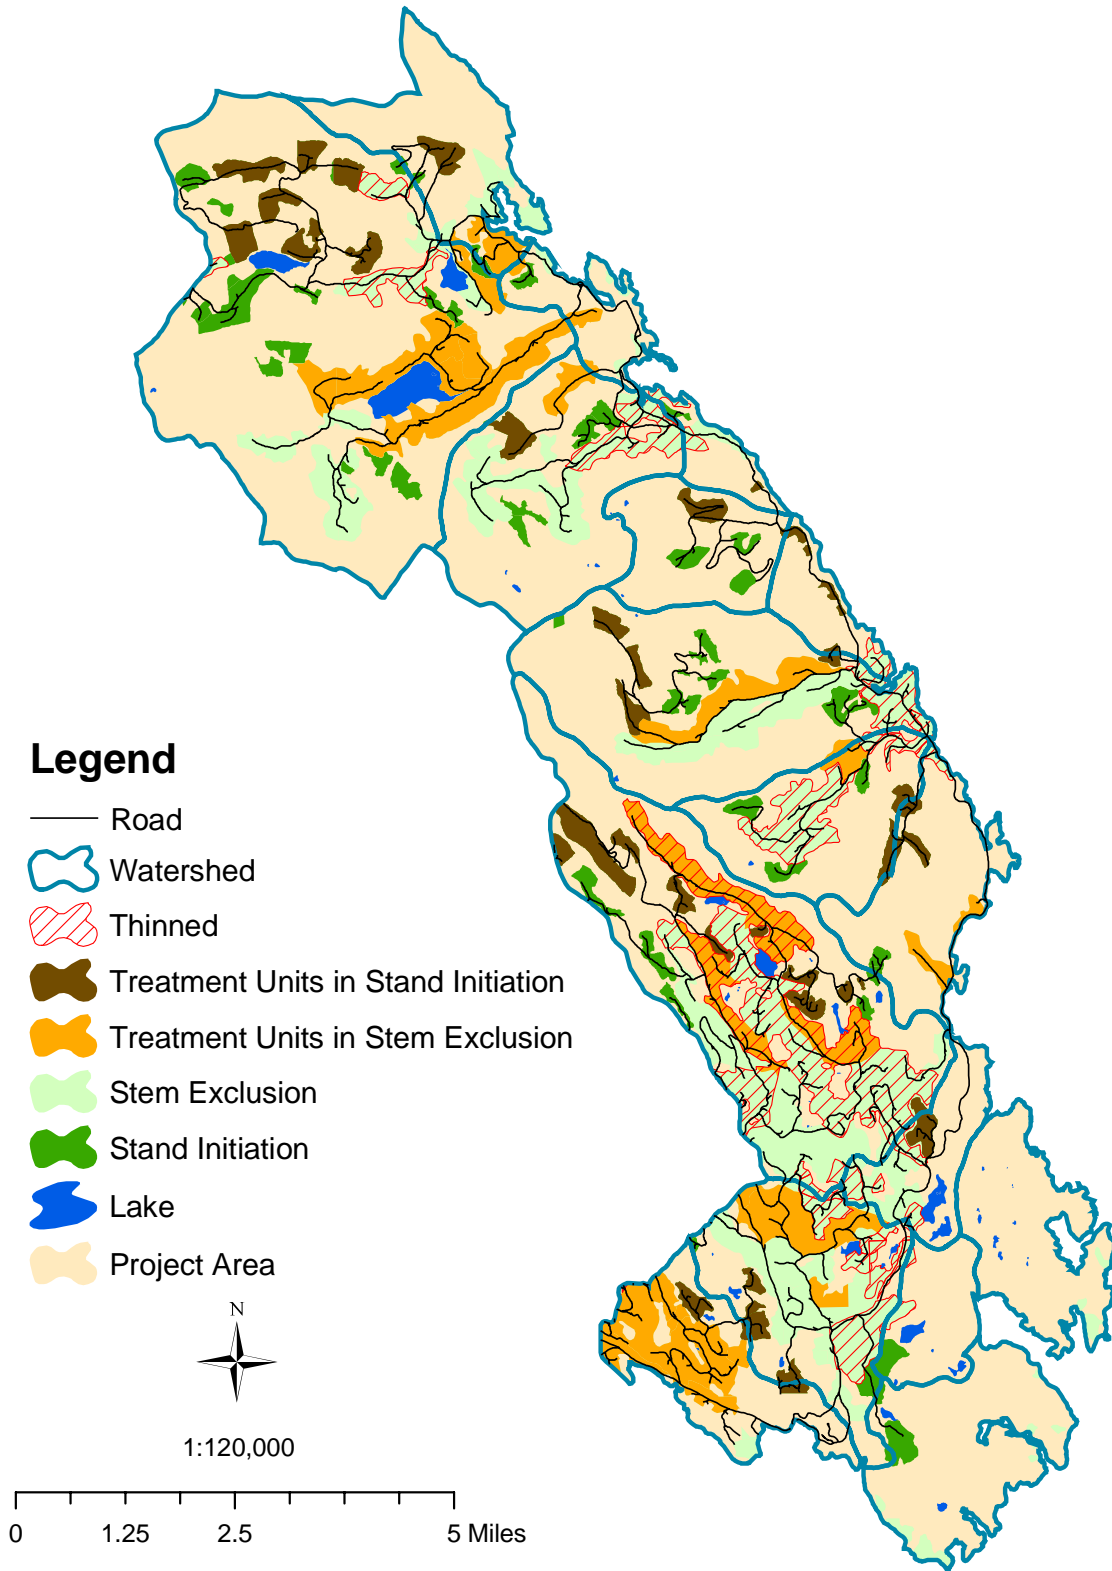 Legend
Road
Watershed
Thinned
Treatment Units in Stand Initiation
Treatment Units in Stem Exclusion
Stem Exclusion
Stand Initiation
Lake
Project Area
N
1:120,000
0 1.25 2.5 5 Miles